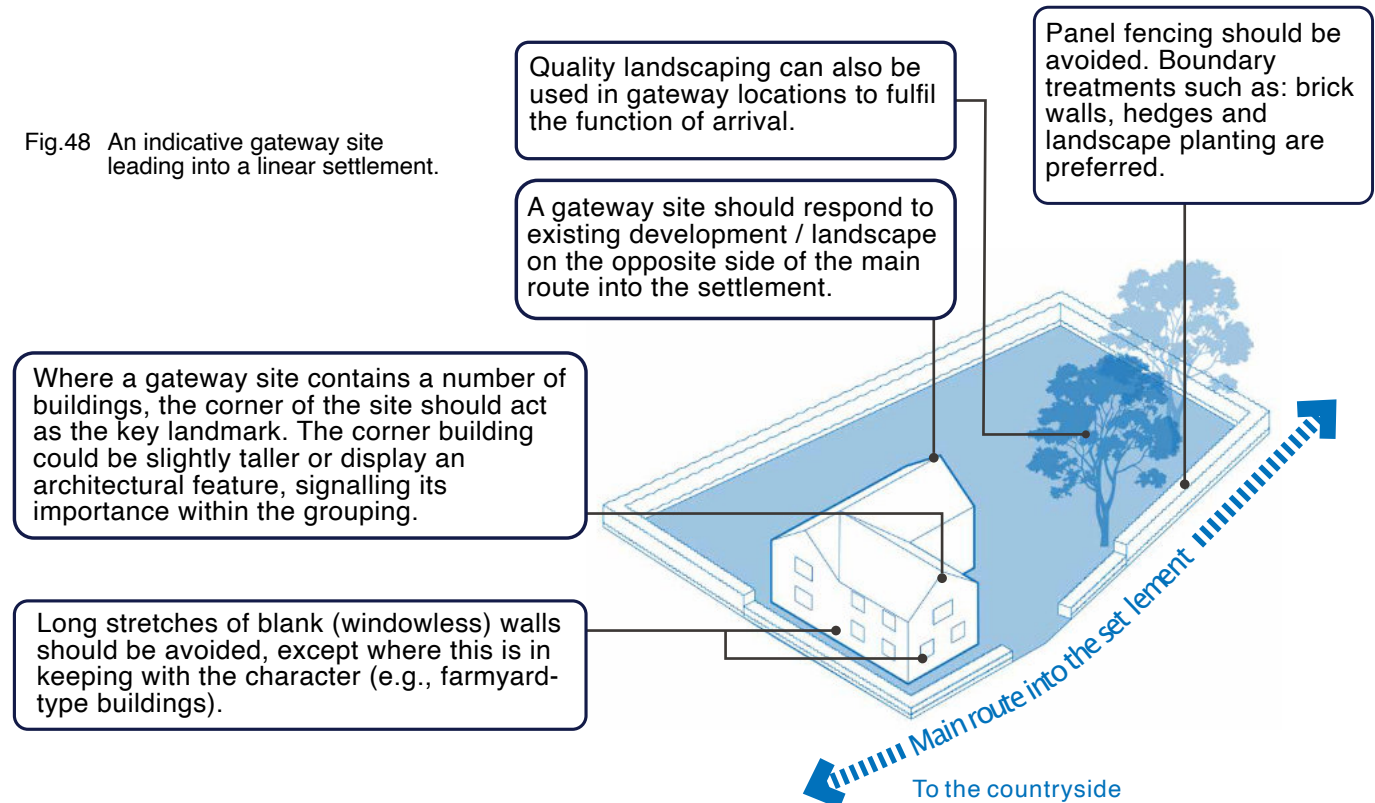 Fig.48 An indicative gateway site
leading into a linear settlement.
Quality landscaping can also be
used in gateway locations to fulfil
the function of arrival.
Panel fencing should be
avoided. Boundary
treatments such as: brick
walls, hedges and
landscape planting are
preferred.
A gateway site should respond to
existing development / landscape
on the opposite side of the main
route into the settlement.
Where a gateway site contains a number of
buildings, the corner of the site should act
as the key landmark. The corner building
could be slightly taller or display an
architectural feature, signalling its
importance within the grouping.
Long stretches of blank (windowless) walls
should be avoided, except where this is in
keeping with the character (e.g., farmyard-
type buildings).
Main route into the set lement
To the countryside